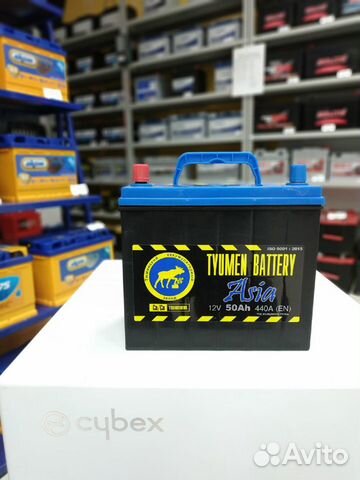 ISO 9001 : 2015
TYUMEN BATTERY
Asia
12V 50Ah 440A (EN)
cybex
Avito